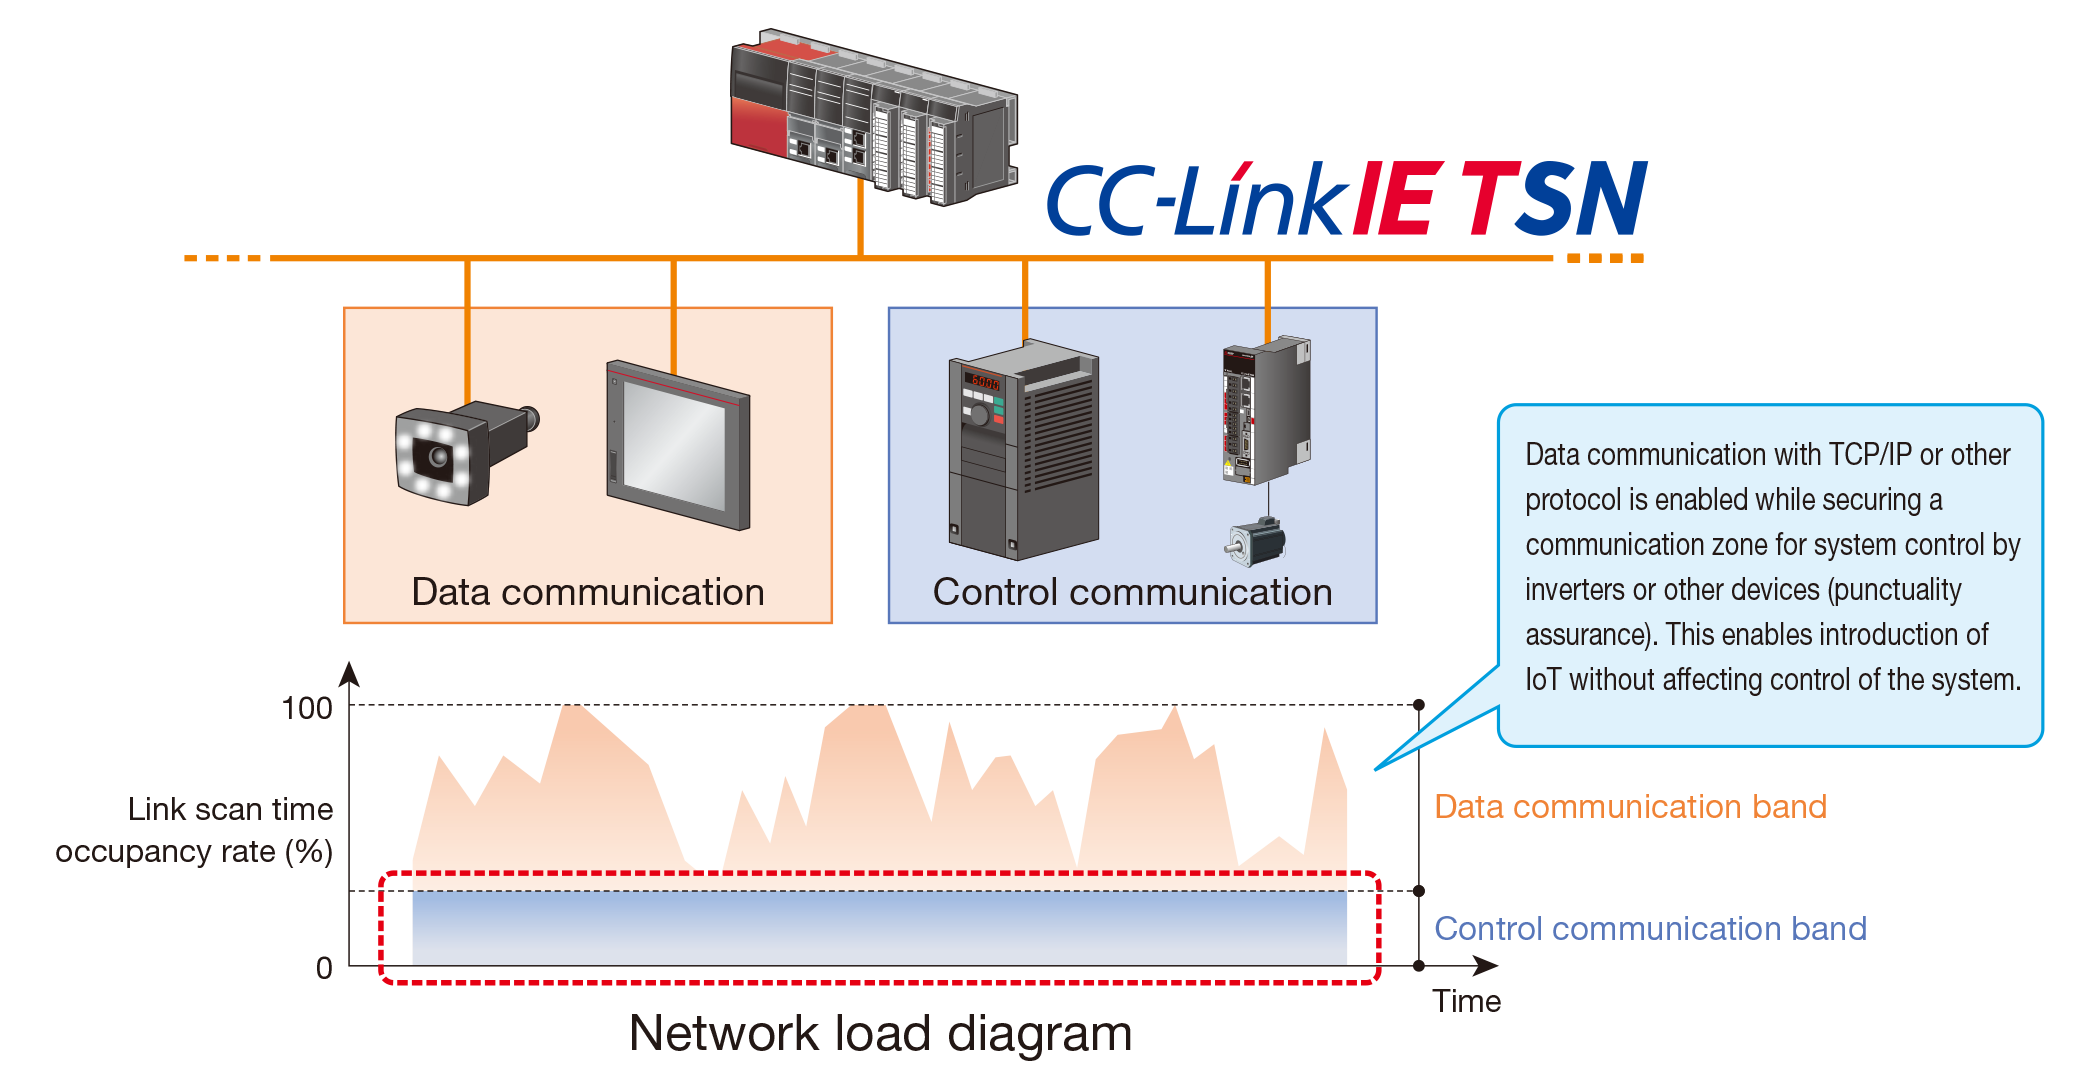 CC-Link IE TSN
6000
Data communication
Control communication
Data communication with TCP/IP or other
protocol is enabled while securing a
communication zone for system control by
inverters or other devices (punctuality
assurance). This enables introduction of
IoT without affecting control of the system.
100
Link scan time
occupancy rate (%)
0
Data communication band
Control communication band
Time
Network load diagram